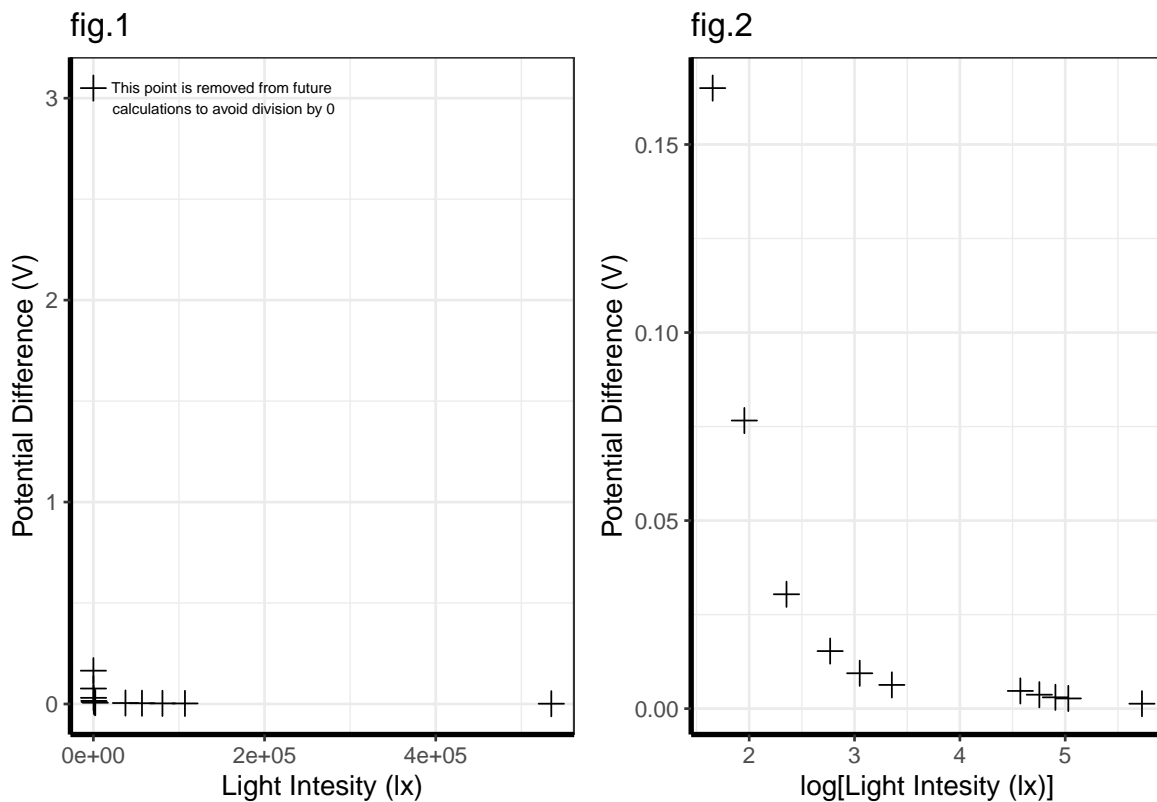 fig.1
This point is removed from future
calculations to avoid division by 0
3
2
1
0
Potential Difference (V)
0e+00 2e+05 4e+05
Light Intesity (lx)
fig.2
0.15
0.10
0.05
0.00
Potential Difference (V)
2 3 4 5
log[Light Intesity (lx)]